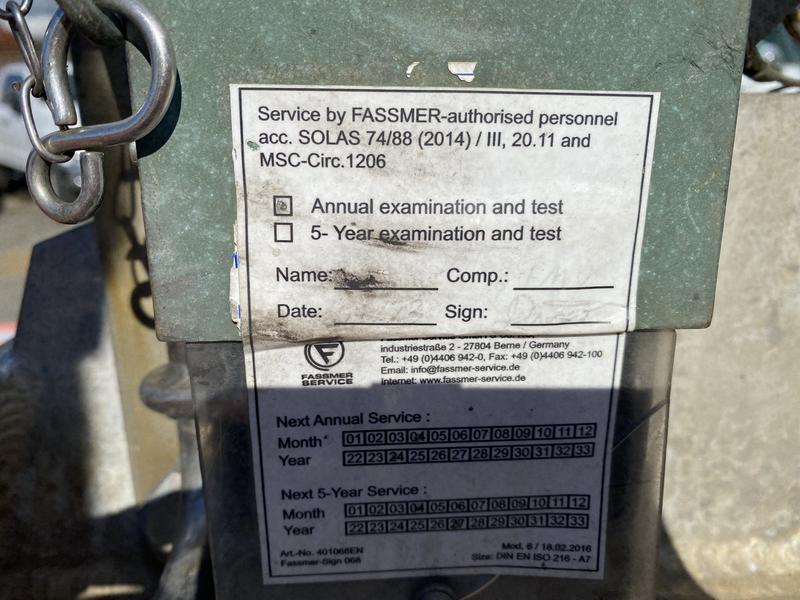 Service by FASSMER-authorised personnel
acc. SOLAS 74/88 (2014) / III, 20.11 and
MSC-Circ.1206
Annual examination and test
5- Year examination and test
Name: Comp.:
Date: Sign:
industriestraße 2 - 27804 Berne / Germany
Tel.: +49 (0)4406 942-0, Fax: +49 (0)4406 942-100
Email: info@fassmer-service.de
Internet: www.fassmer-service.de
FASSMER
SERVICE
Next Annual Service :
Month 01 02 03 04 05 06 07 08 09 10 11 12
Year 22 23 24 25 26 27 28 29 30 31 32 33
Next 5-Year Service :
Month 01 02 03 04 05 06 07 08 09 10 11 12
Year 22 23 24 25 26 27 28 29 30 31 32 33
Art.-No. 401068EN
Fassmer-Sign 068
Mod. 6 / 18.02.2016
Size: DIN EN ISO 216 - A7